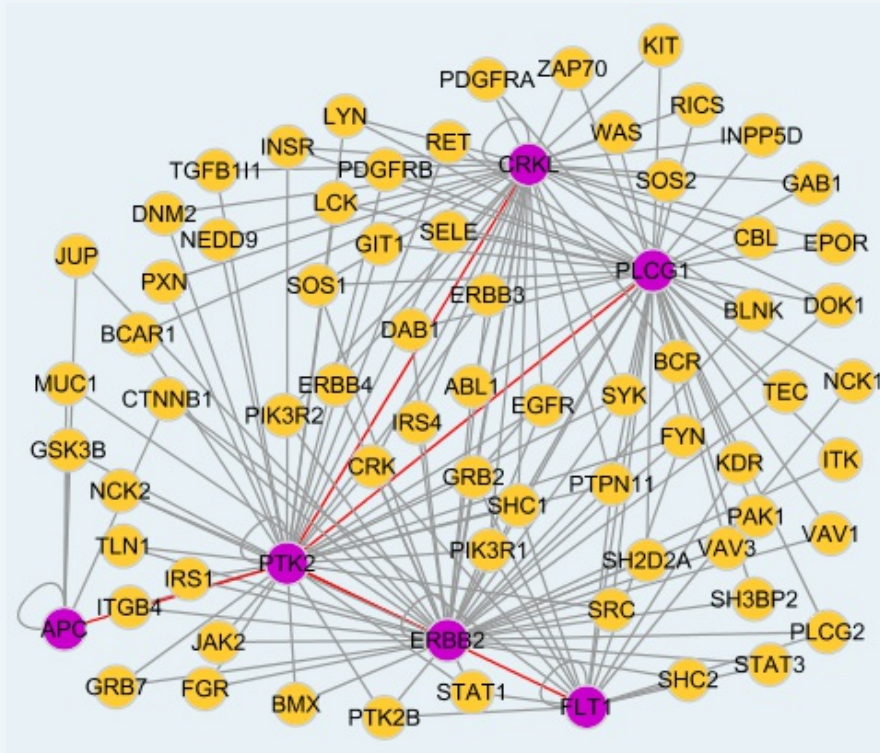 KIT
ZAP70
PDGFRA
RICS
LYN
WAS
INPP5D
RET
INSR
CRKL
TGFB1I1
PDGFRB
SOS2
GAB1
LCK
DNM2
NEDD9
SELE
CBL
GIT1
EPOR
JUP
PLCG1
PXN
SOS1
ERBB3
BLNK
DOK1
BCAR1
DAB1
BCR
MUC1
ERBB4
ABL1
NCK1
CTNNB1
SYK
TEC
EGFR
PIK3R2
IRS4
FYN
GSK3B
CRK
KDR
ITK
GRB2
NCK2
PTPN11
SHC1
PAK1
TLN1
PIK3R1
VAV3
VAV1
PTK2
SH2D2A
IRS1
ITGB4
SRC
SH3BP2
APC
JAK2
ERBB2
PLCG2
STAT3
SHC2
GRB7
FGR
STAT1
BMX
PTK2B
FLT1